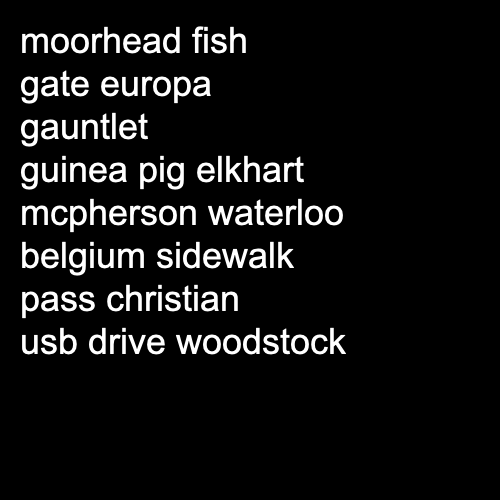 moorhead fish
gate europa
gauntlet
guinea pig elkhart
mcpherson waterloo
belgium sidewalk
pass christian
usb drive woodstock